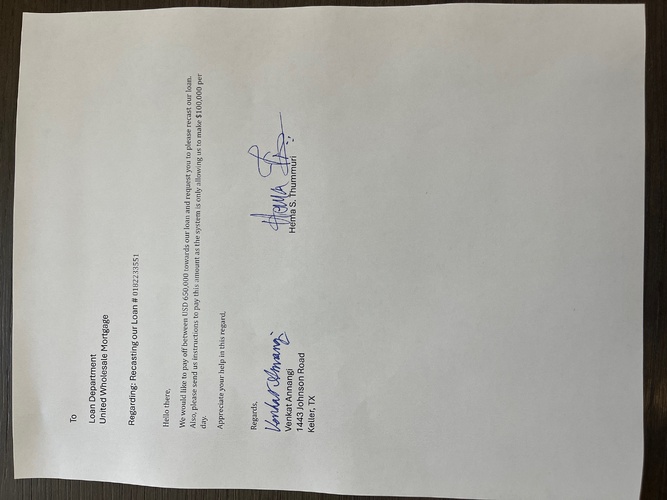 To
Loan Department
United Wholesale Mortgage
Regarding: Recasting our Loan # 0182233551
Hello there,
We would like to pay off between USD 650,000 towards our loan and request you to please recast our loan.
Also, please send us instructions to pay this amount as the system is only allowing us to make $100,000 per
day.
Appreciate your help in this regard,
Regards,
Venkat Annangi
Hema S
Venkat Annangi
Hema S. Thummuri
1443 Johnson Road
Keller, TX